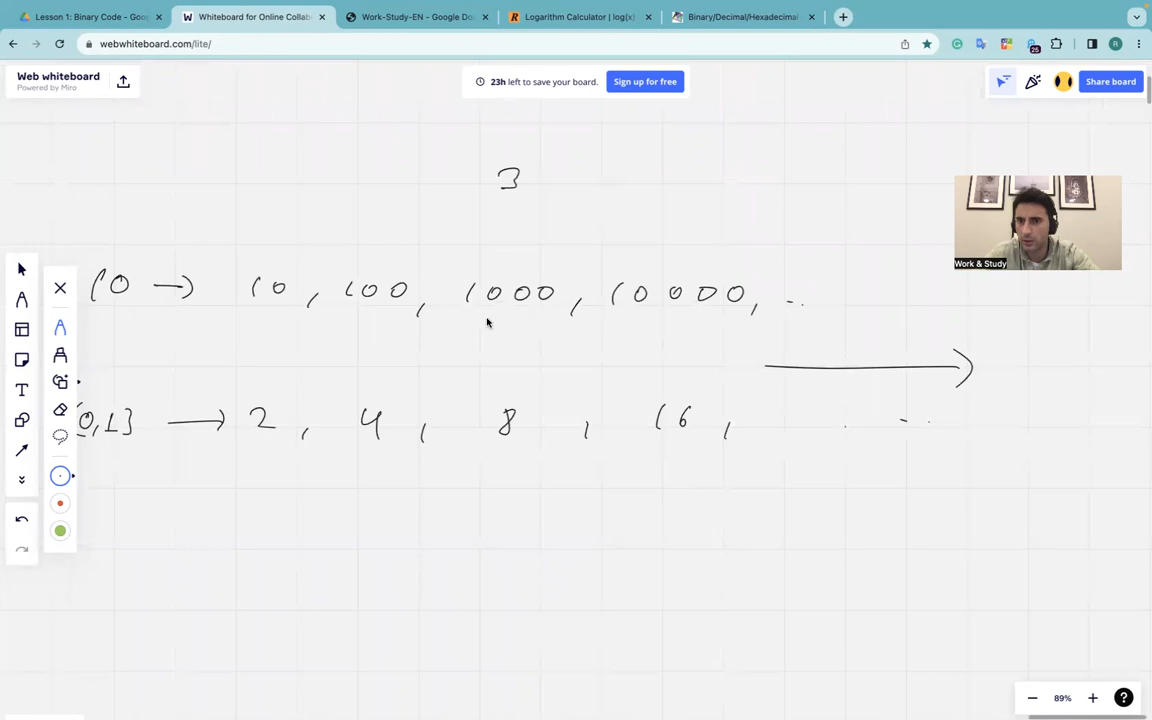 Lesson 1: Binary Code - Goo
Whiteboard for Online Collab
Work-Study-EN - Google Do
Logarithm Calculator | log(x)
Binary/Decimal/Hexadecimal
webwhiteboard.com/lite/
25
R
Web whiteboard
Powered by Miro
23h left to save your board.
Sign up for free
Share board
3
10 → 10, 100, 1000, 10000, ..
0,1} → 2, 4, 8, 16, . - .
Work & Study
T
89%